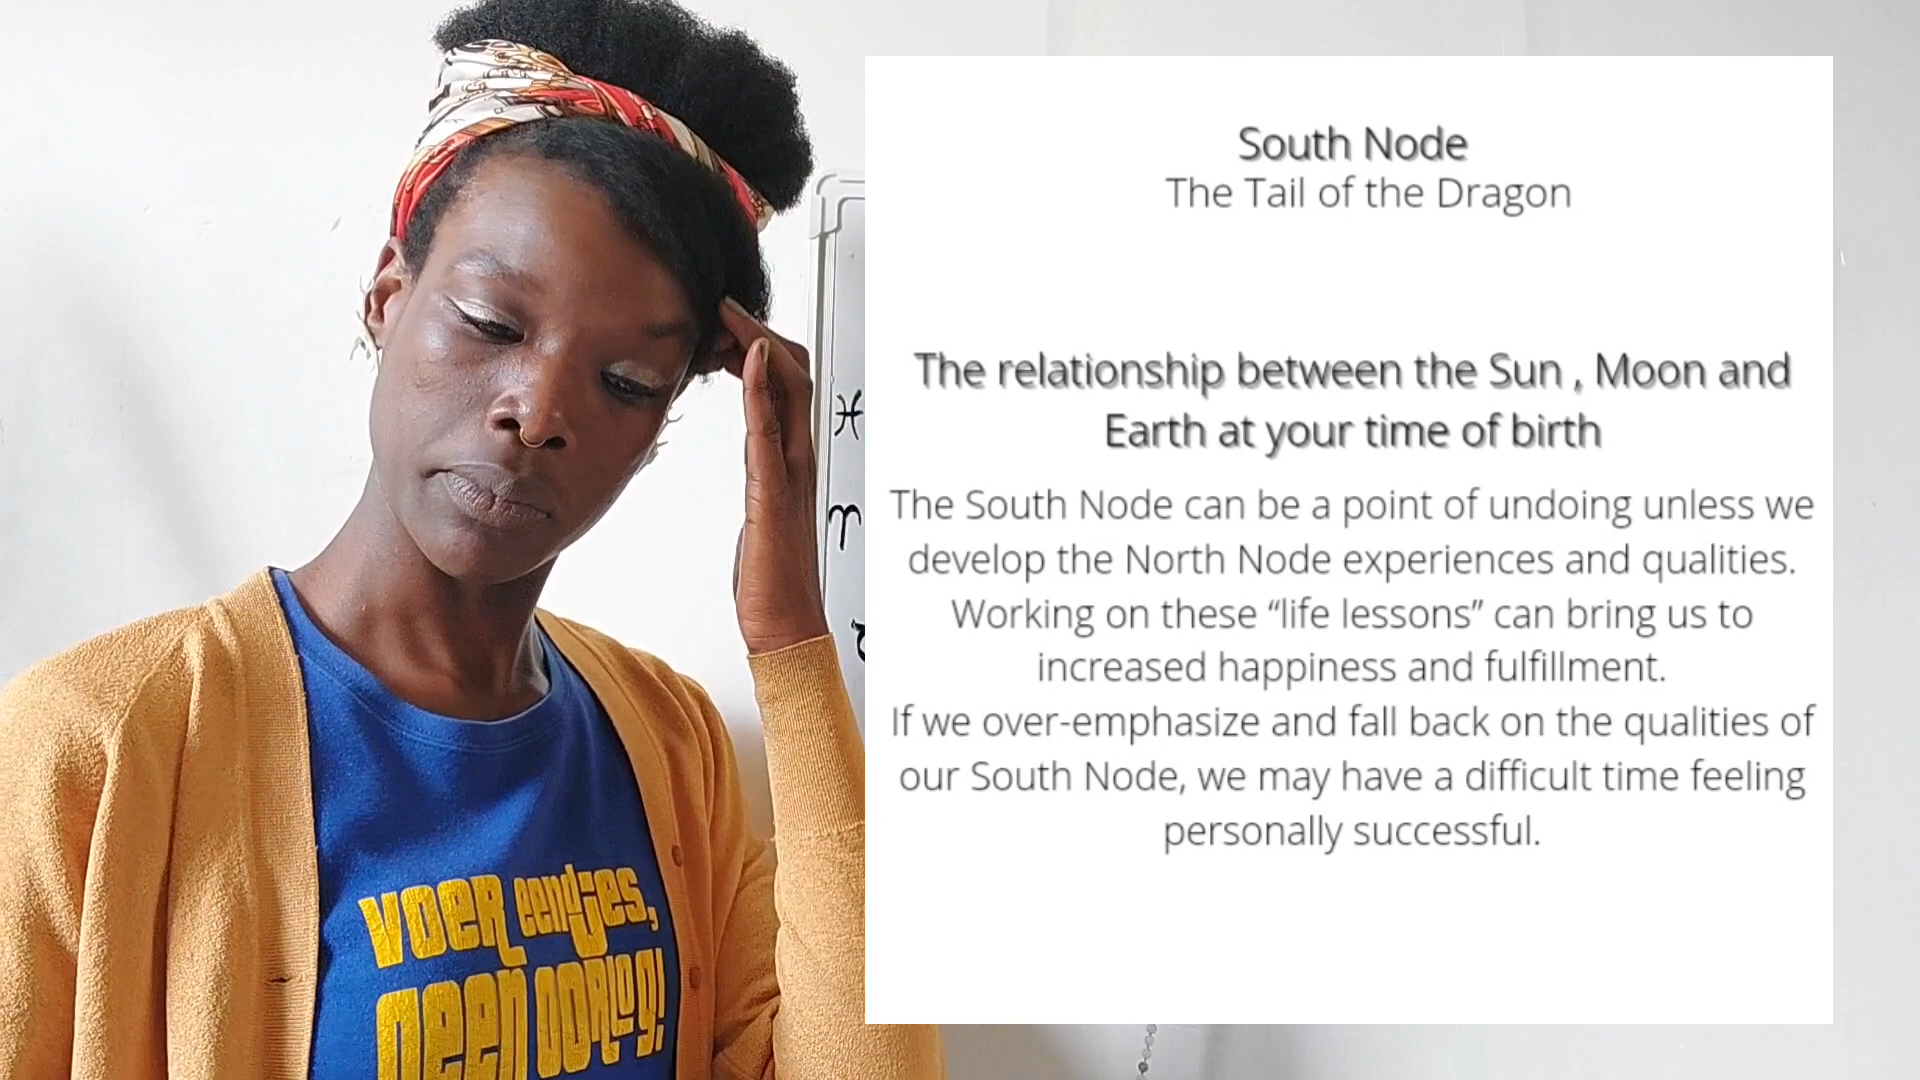 South Node
The Tail of the Dragon
The relationship between the Sun , Moon and
Earth at your time of birth
The South Node can be a point of undoing unless we
develop the North Node experiences and qualities.
Working on these “life lessons” can bring us to
increased happiness and fulfillment.
If we over-emphasize and fall back on the qualities of
our South Node, we may have a difficult time feeling
personally successful.
♓
♈
voer eendjes,
geen oorlog!